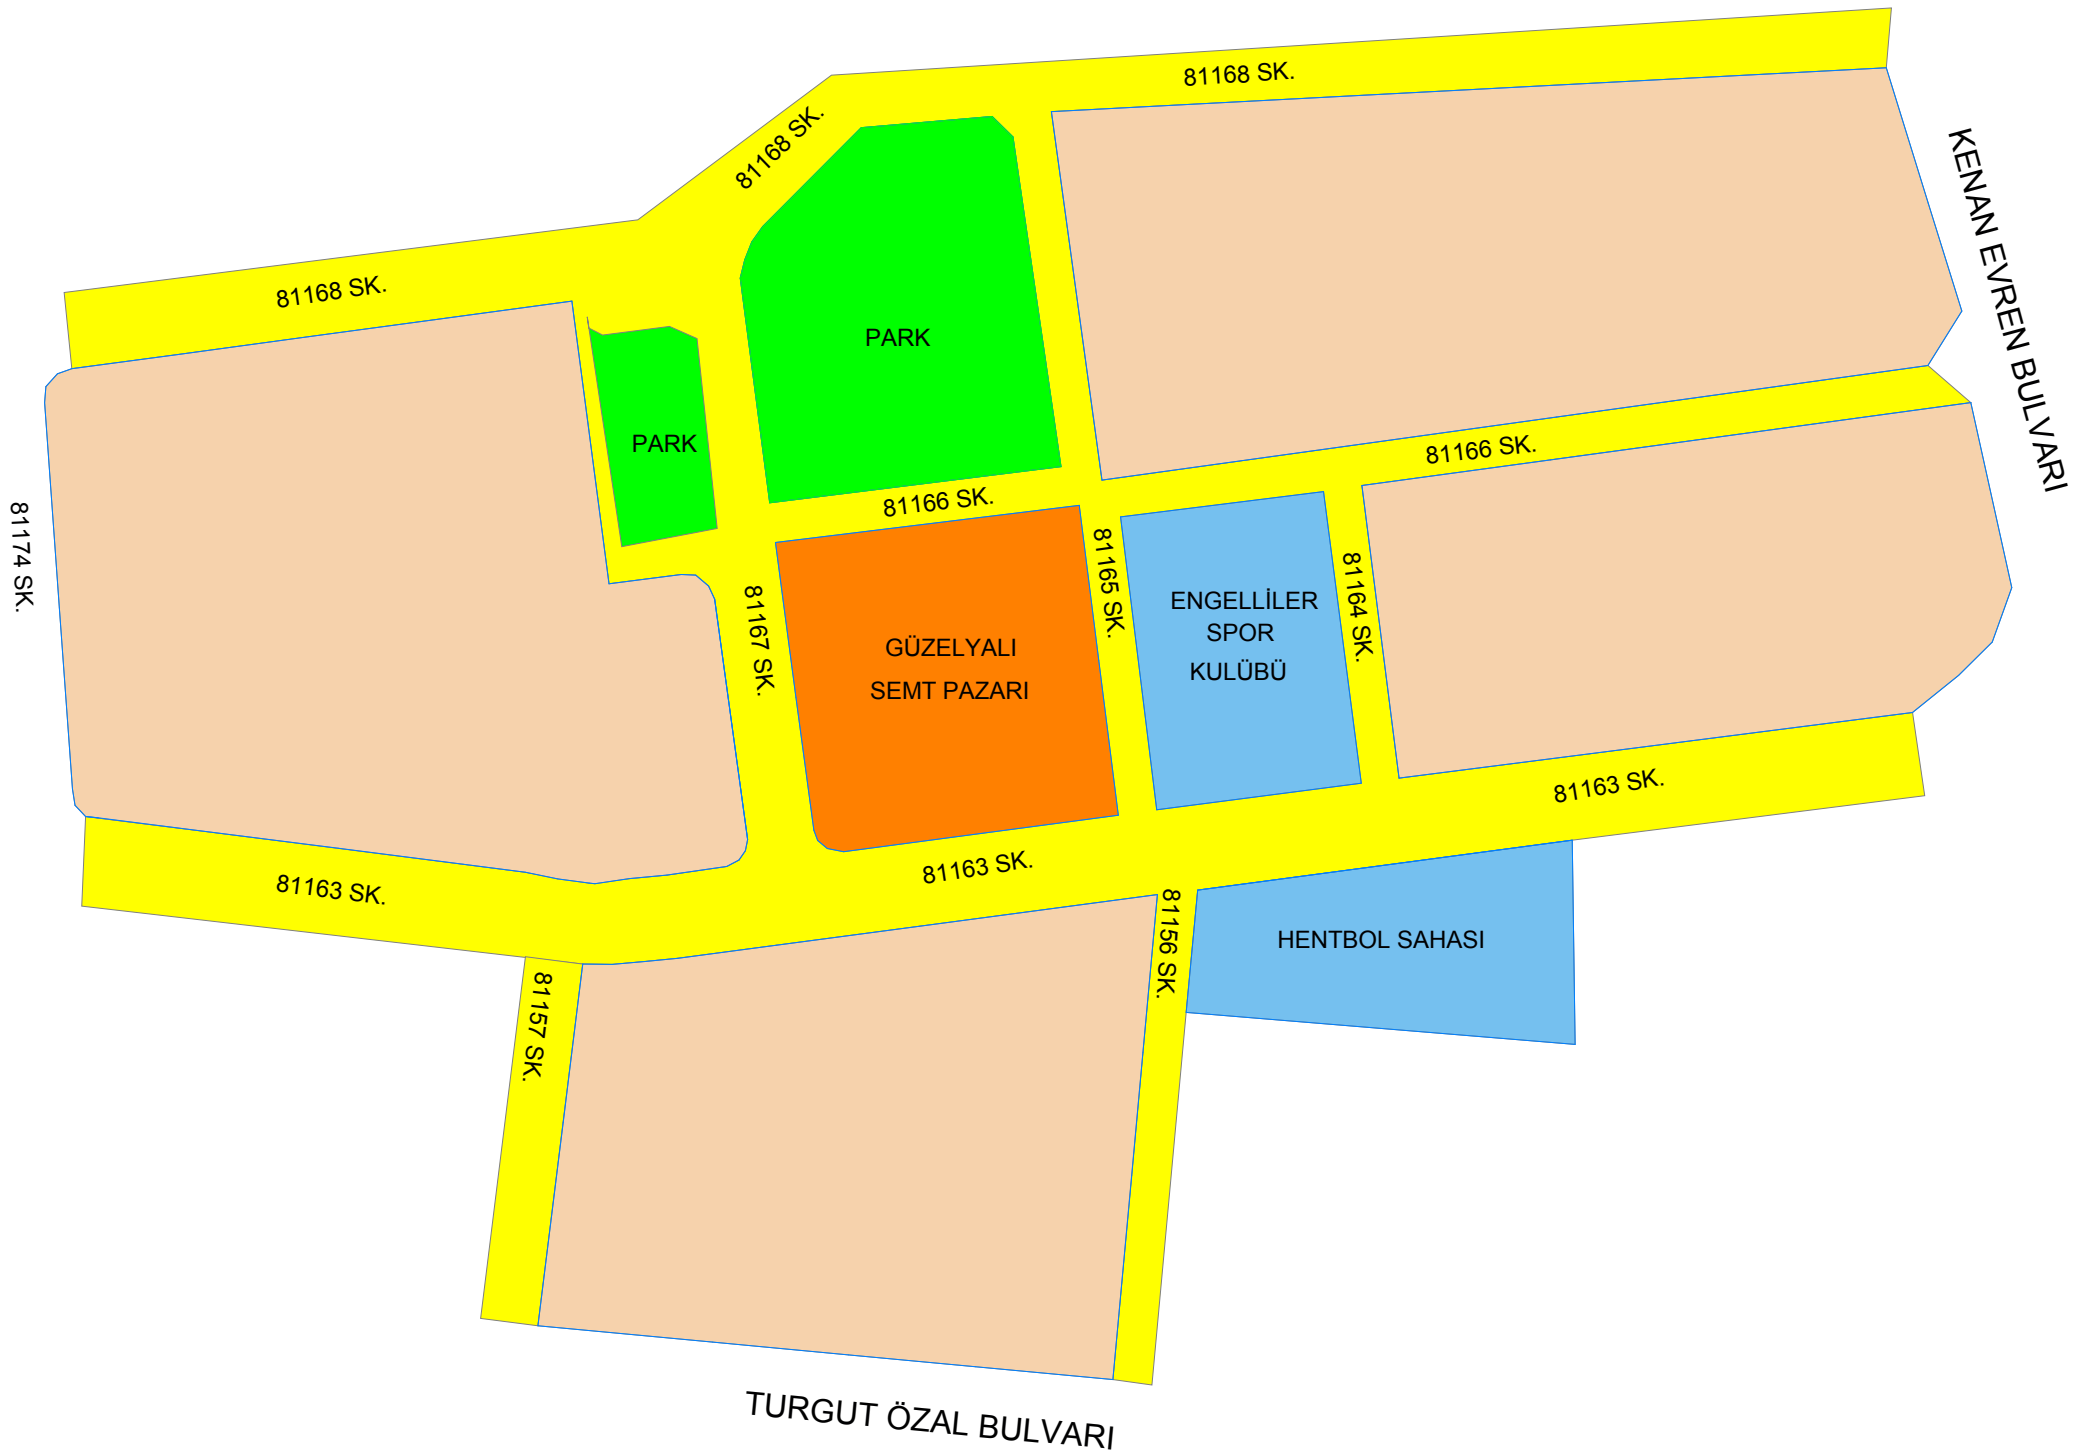 81168 SK.
81168 SK.
81168 SK.
KENAN EVREN BULVARI
PARK
PARK
81166 SK.
81166 SK.
81174 SK.
81167 SK.
81165 SK.
81164 SK.
GÜZELYALI
SEMT PAZARI
ENGELLİLER
SPOR
KULÜBÜ
81163 SK.
81163 SK.
81163 SK.
81156 SK.
HENTBOL SAHASI
81157 SK.
TURGUT ÖZAL BULVARI